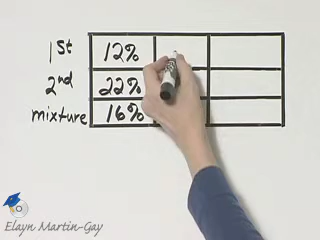 1st 12%
2nd 22%
mixture 16%
Elayn Martin-Gay